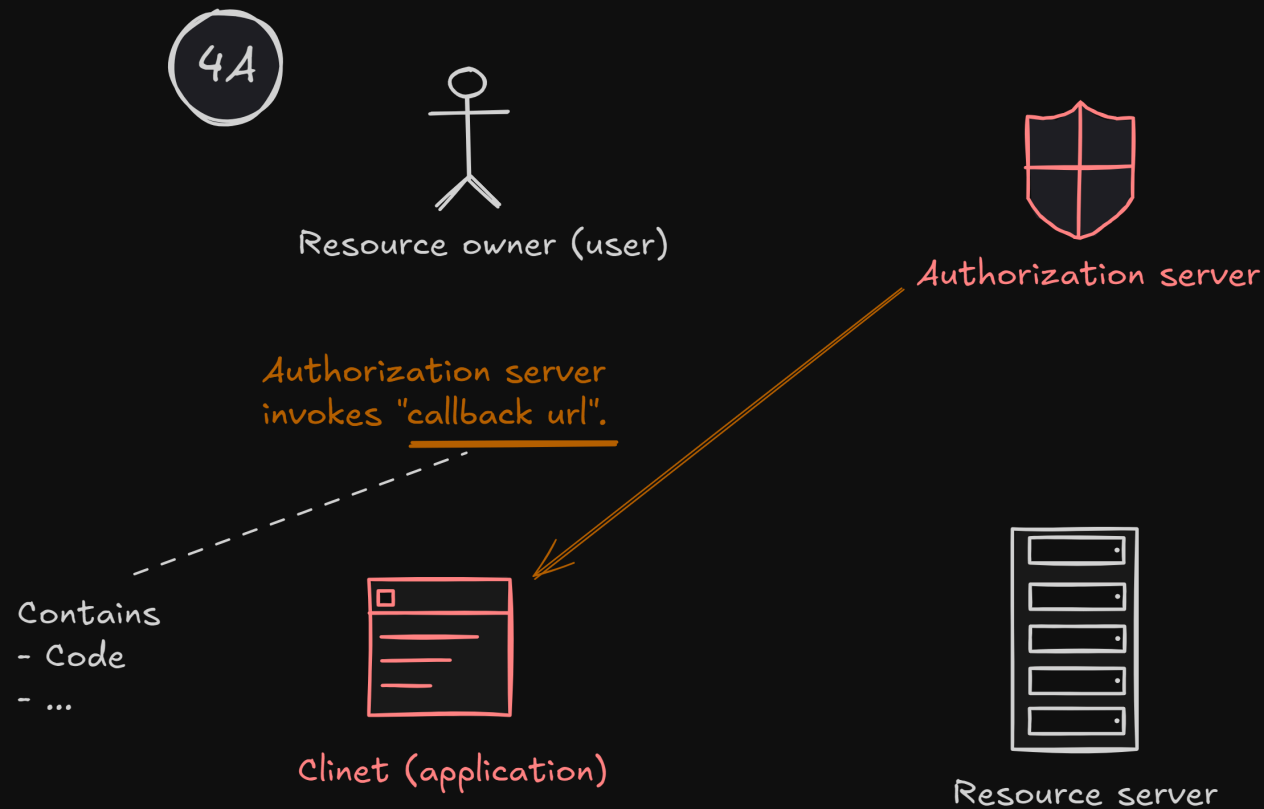 4A
Resource owner (user)
Authorization server
Authorization server
invokes "callback url".
Contains
- Code
- ...
Clinet (application)
Resource server